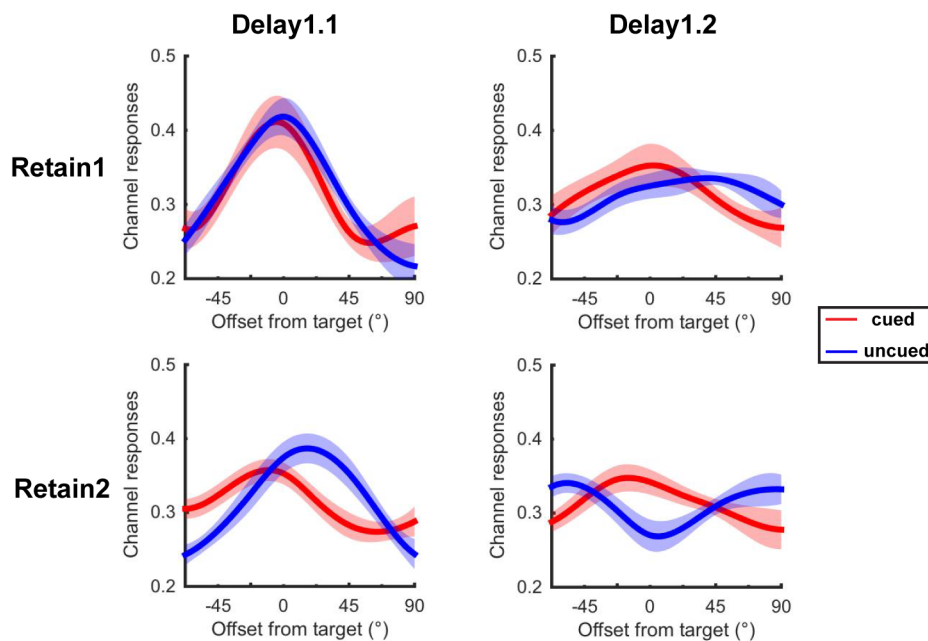 Delay1.1
Delay1.2
Retain1
Channel responses
0.5
0.4
0.3
0.2
-45 0 45 90
Offset from target (°)
Channel responses
0.5
0.4
0.3
0.2
-45 0 45 90
Offset from target (°)
cued
uncued
Retain2
Channel responses
0.5
0.4
0.3
0.2
-45 0 45 90
Offset from target (°)
Channel responses
0.5
0.4
0.3
0.2
-45 0 45 90
Offset from target (°)